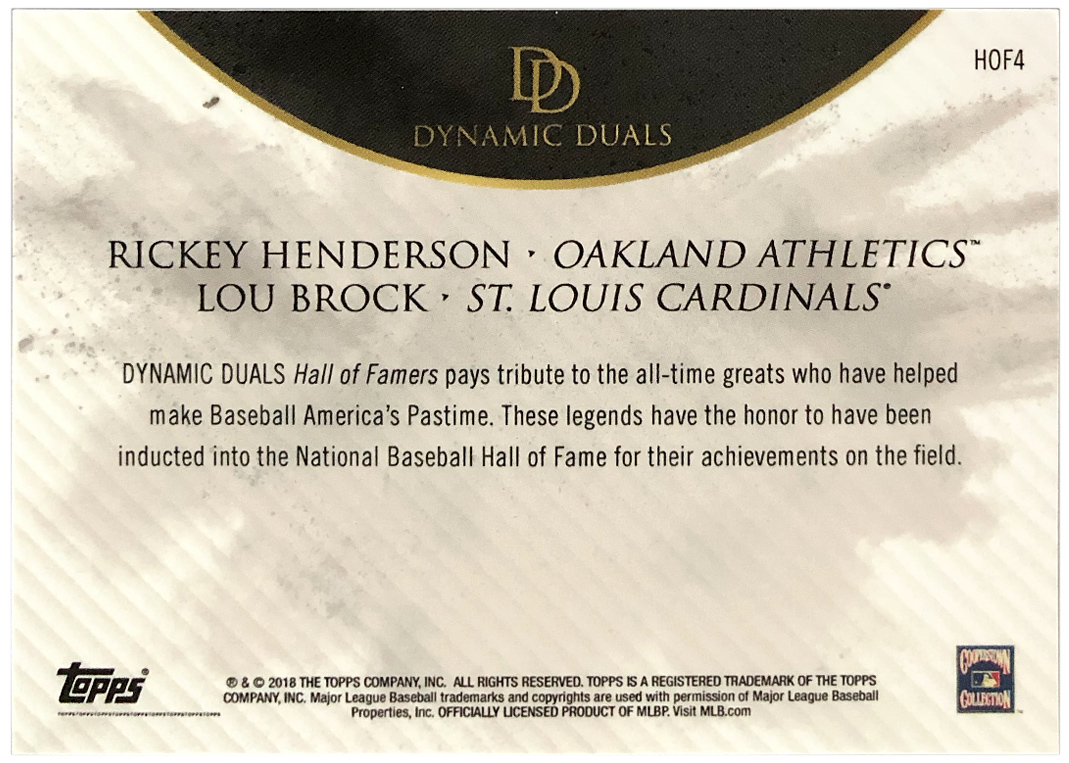 HOF4
DD
DYNAMIC DUALS
RICKEY HENDERSON · OAKLAND ATHLETICS™
LOU BROCK · ST. LOUIS CARDINALS®
DYNAMIC DUALS Hall of Famers pays tribute to the all-time greats who have helped
make Baseball America's Pastime. These legends have the honor to have been
inducted into the National Baseball Hall of Fame for their achievements on the field.
Topps®
® & © 2018 THE TOPPS COMPANY, INC. ALL RIGHTS RESERVED. TOPPS IS A REGISTERED TRADEMARK OF THE TOPPS
COMPANY, INC. Major League Baseball trademarks and copyrights are used with permission of Major League Baseball
Properties, Inc. OFFICIALLY LICENSED PRODUCT OF MLBP. Visit MLB.com
COOPERSTOWN
COLLECTION™